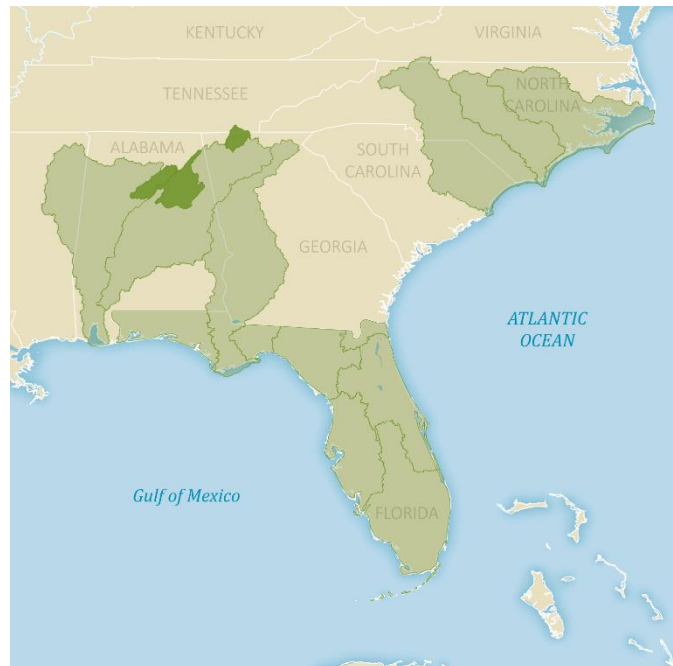 KENTUCKY
VIRGINIA
TENNESSEE
NORTH
CAROLINA
ALABAMA
SOUTH
CAROLINA
GEORGIA
ATLANTIC
OCEAN
Gulf of Mexico
FLORIDA